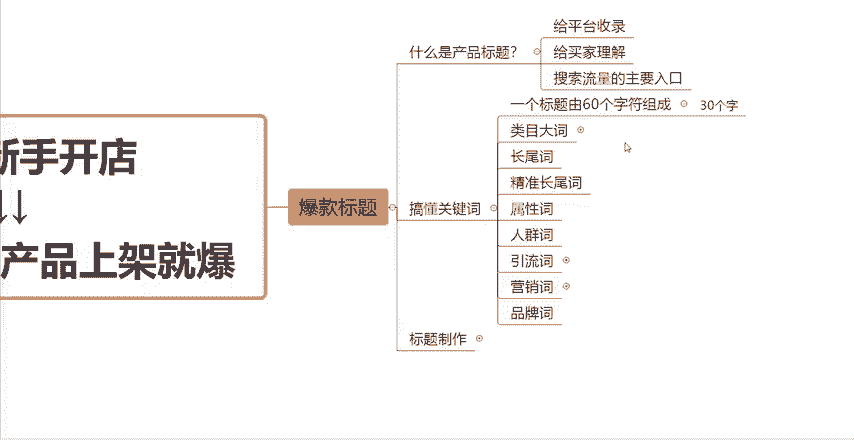 新手开店
↓↓
产品上架就爆
爆款标题
什么是产品标题？
给平台收录
给买家理解
搜索流量的主要入口
搞懂关键词
一个标题由60个字符组成
30个字
类目大词
长尾词
精准长尾词
属性词
人群词
引流词
营销词
品牌词
标题制作